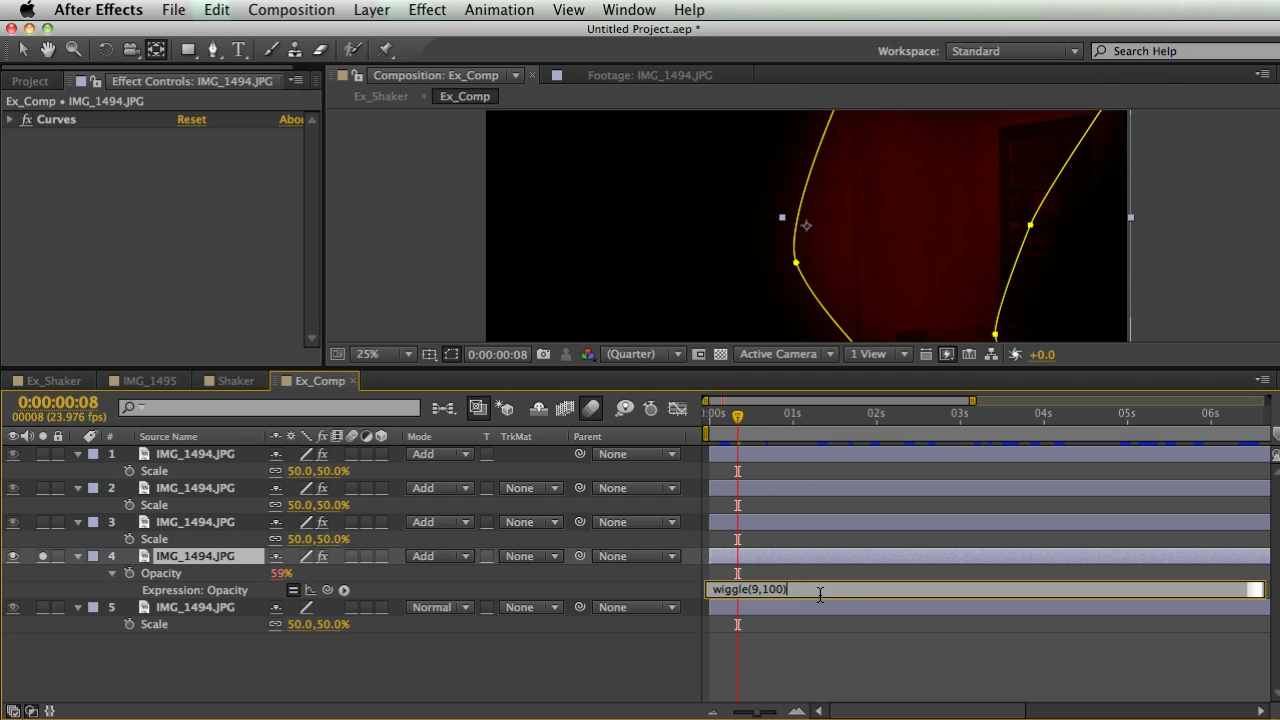 After Effects File Edit Composition Layer Effect Animation View Window Help
Untitled Project.aep *
Workspace: Standard Search Help
Project Effect Controls: IMG_1494.JPG Composition: Ex_Comp Footage: IMG_1494.JPG
Ex_Comp • IMG_1494.JPG Ex_Shaker Ex_Comp
fx Curves Reset Abou
25% 0:00:00:08 (Quarter) Active Camera 1 View +0.0
Ex_Shaker IMG_1495 Shaker Ex_Comp
0:00:00:08
00008 (23.976 fps)
:00s 01s 02s 03s 04s 05s 06s
# Source Name fx Mode T TrkMat Parent
1 IMG_1494.JPG fx Add None
Scale 50.0,50.0%
2 IMG_1494.JPG fx Add None None
Scale 50.0,50.0%
3 IMG_1494.JPG fx Add None None
Scale 50.0,50.0%
4 IMG_1494.JPG fx Add None None
Opacity 59%
Expression: Opacity wiggle(9,100)
5 IMG_1494.JPG Normal None None
Scale 50.0,50.0%